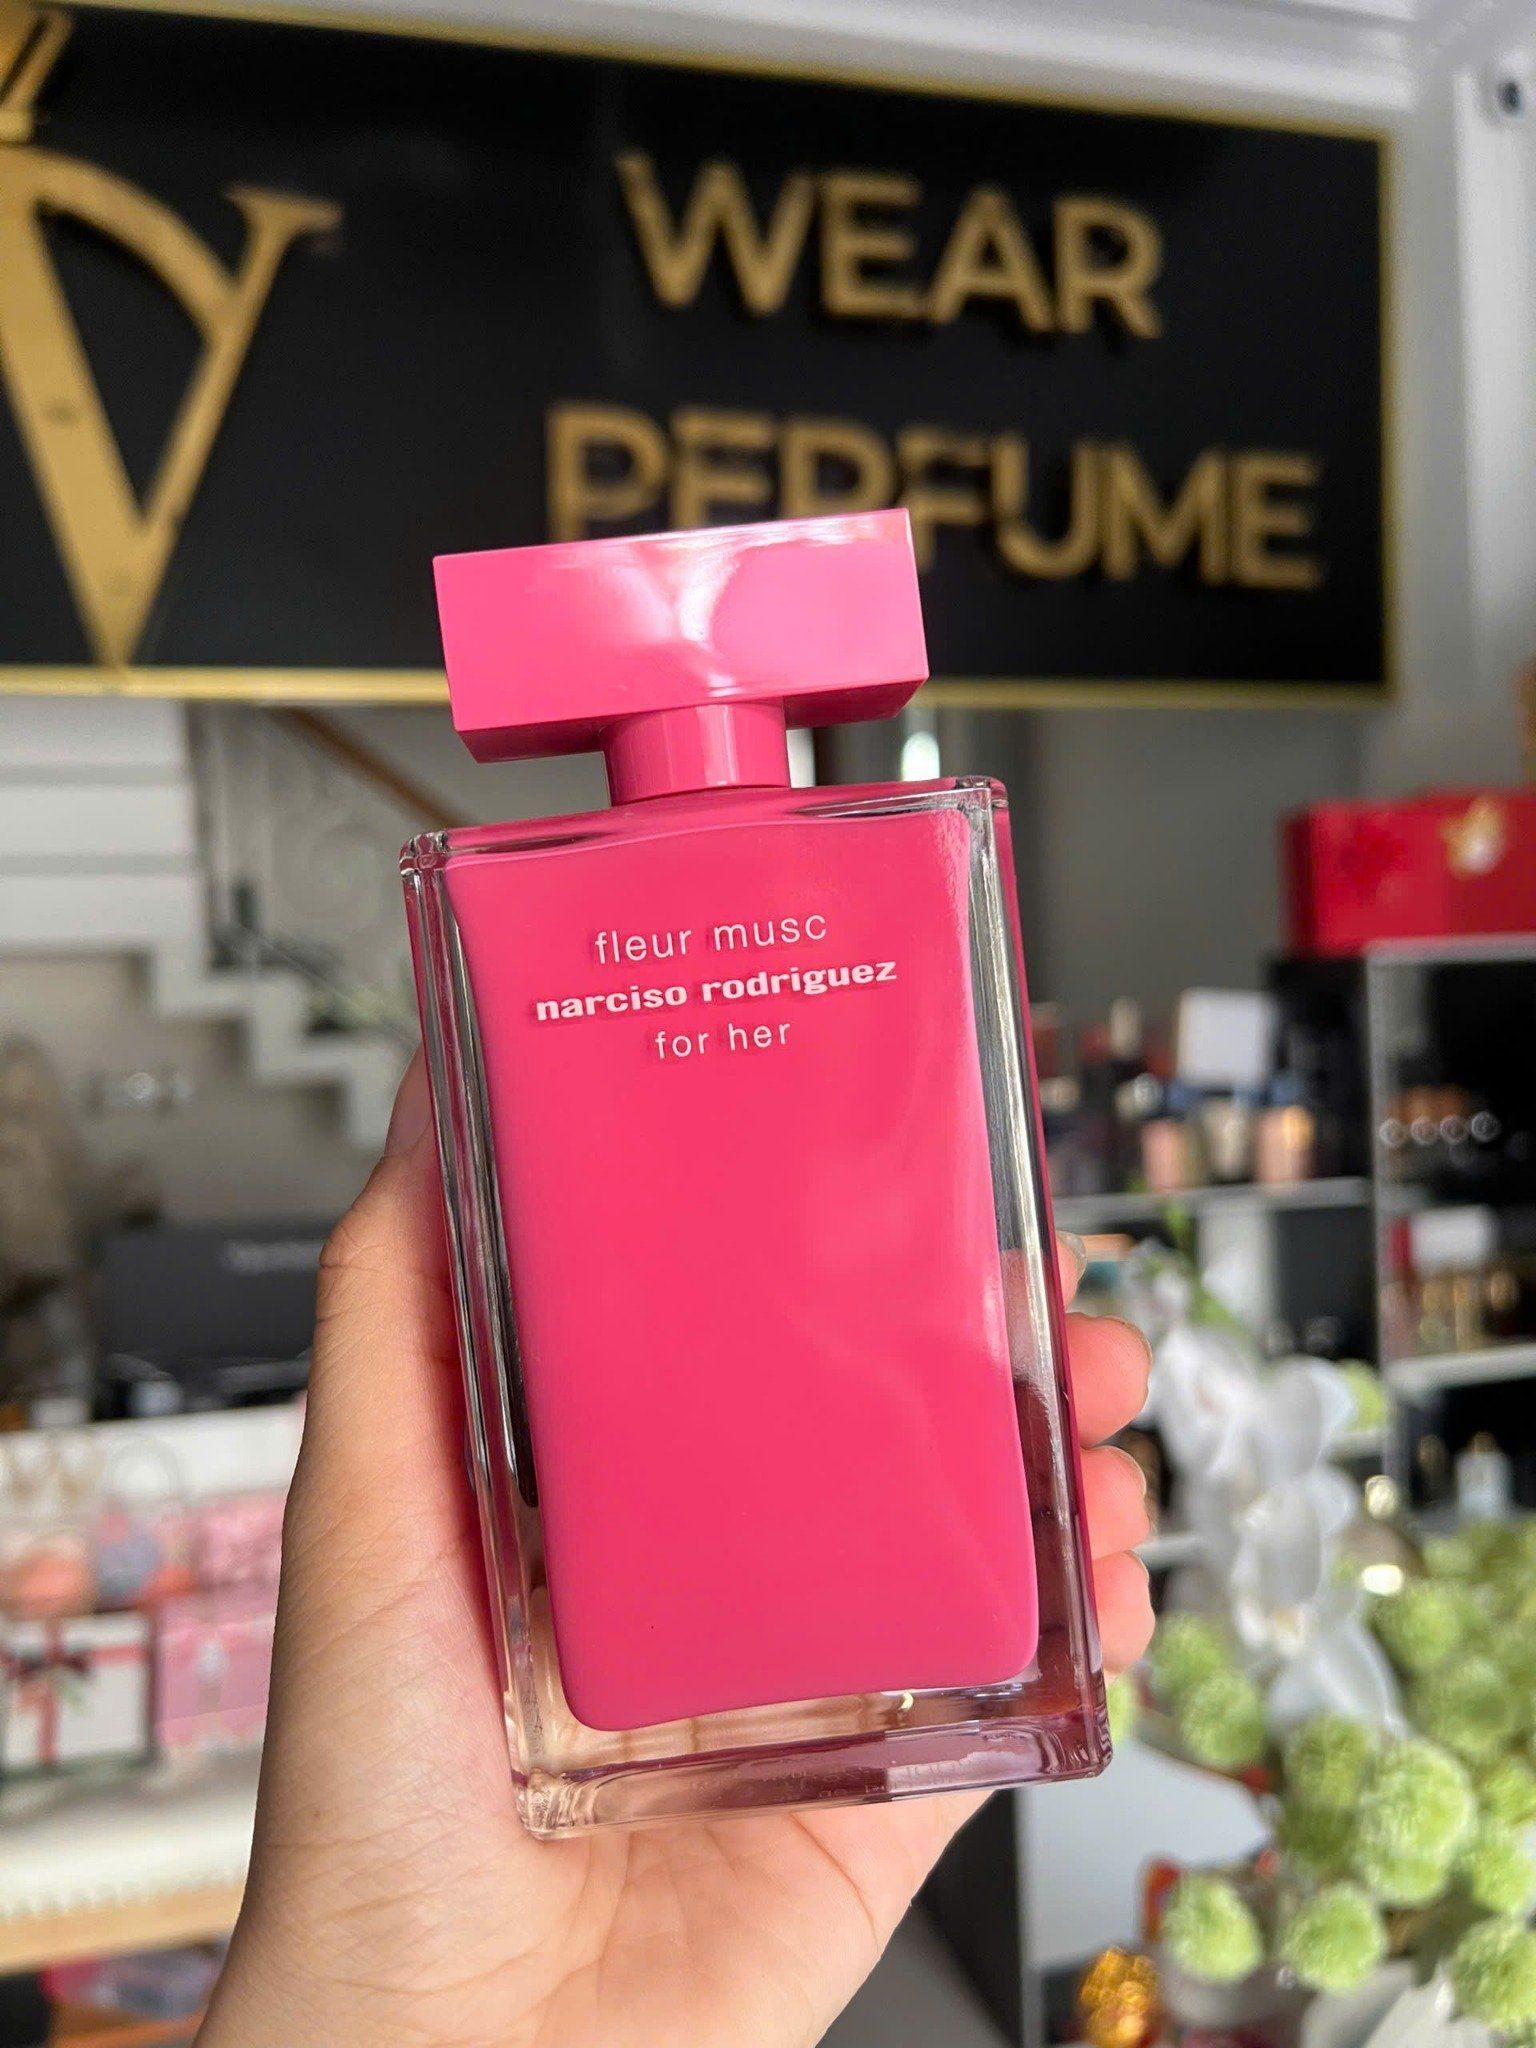 WEAR
PERFUME
fleur musc
narciso rodriguez
for her